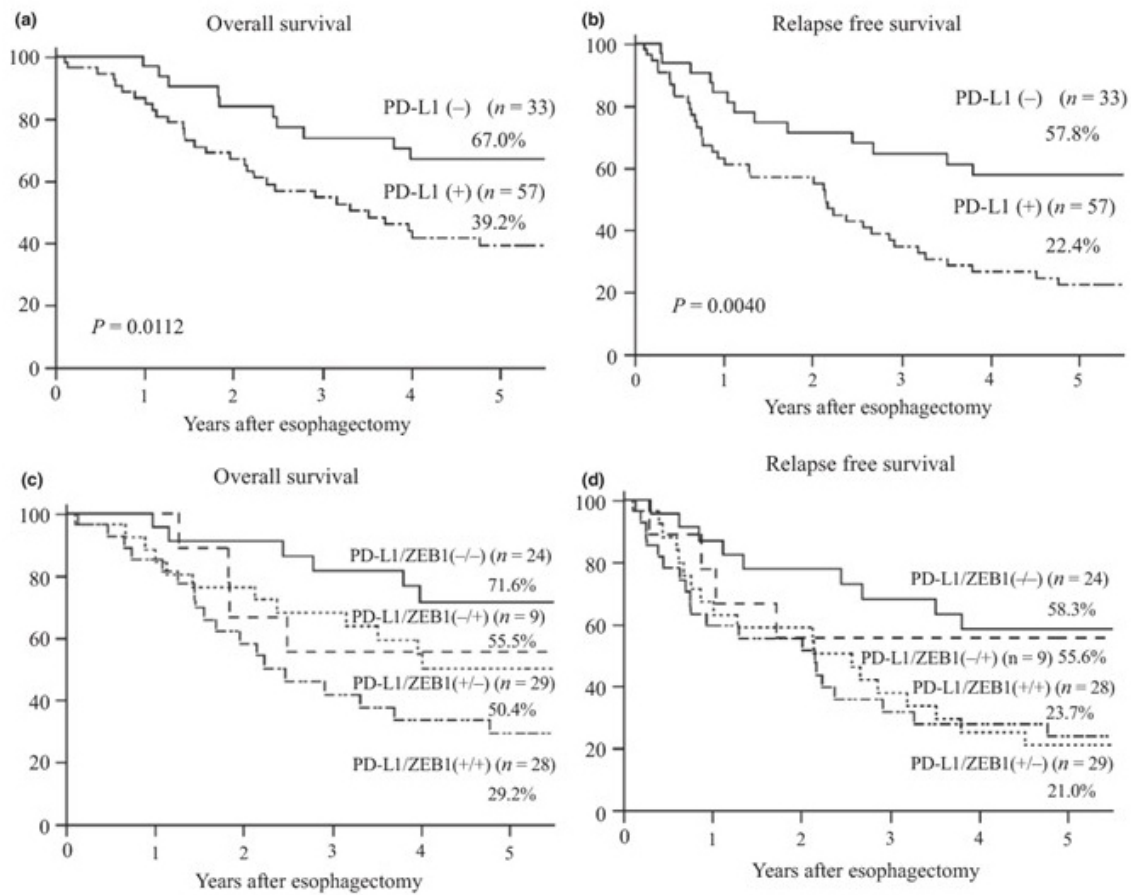 (a)
Overall survival
100
80
60
40
20
0
PD-L1 (–) (n = 33)
67.0%
PD-L1 (+) (n = 57)
39.2%
P = 0.0112
0 1 2 3 4 5
Years after esophagectomy
(b)
Relapse free survival
100
80
60
40
20
0
PD-L1 (–) (n = 33)
57.8%
PD-L1 (+) (n = 57)
22.4%
P = 0.0040
0 1 2 3 4 5
Years after esophagectomy
(c)
Overall survival
100
80
60
40
20
0
PD-L1/ZEB1(–/–) (n = 24)
71.6%
PD-L1/ZEB1(–/+) (n = 9)
55.5%
PD-L1/ZEB1(+/–) (n = 29)
50.4%
PD-L1/ZEB1(+/+) (n = 28)
29.2%
0 1 2 3 4 5
Years after esophagectomy
(d)
Relapse free survival
100
80
60
40
20
0
PD-L1/ZEB1(–/–) (n = 24)
58.3%
PD-L1/ZEB1(–/+) (n = 9) 55.6%
PD-L1/ZEB1(+/+) (n = 28)
23.7%
PD-L1/ZEB1(+/–) (n = 29)
21.0%
0 1 2 3 4 5
Years after esophagectomy